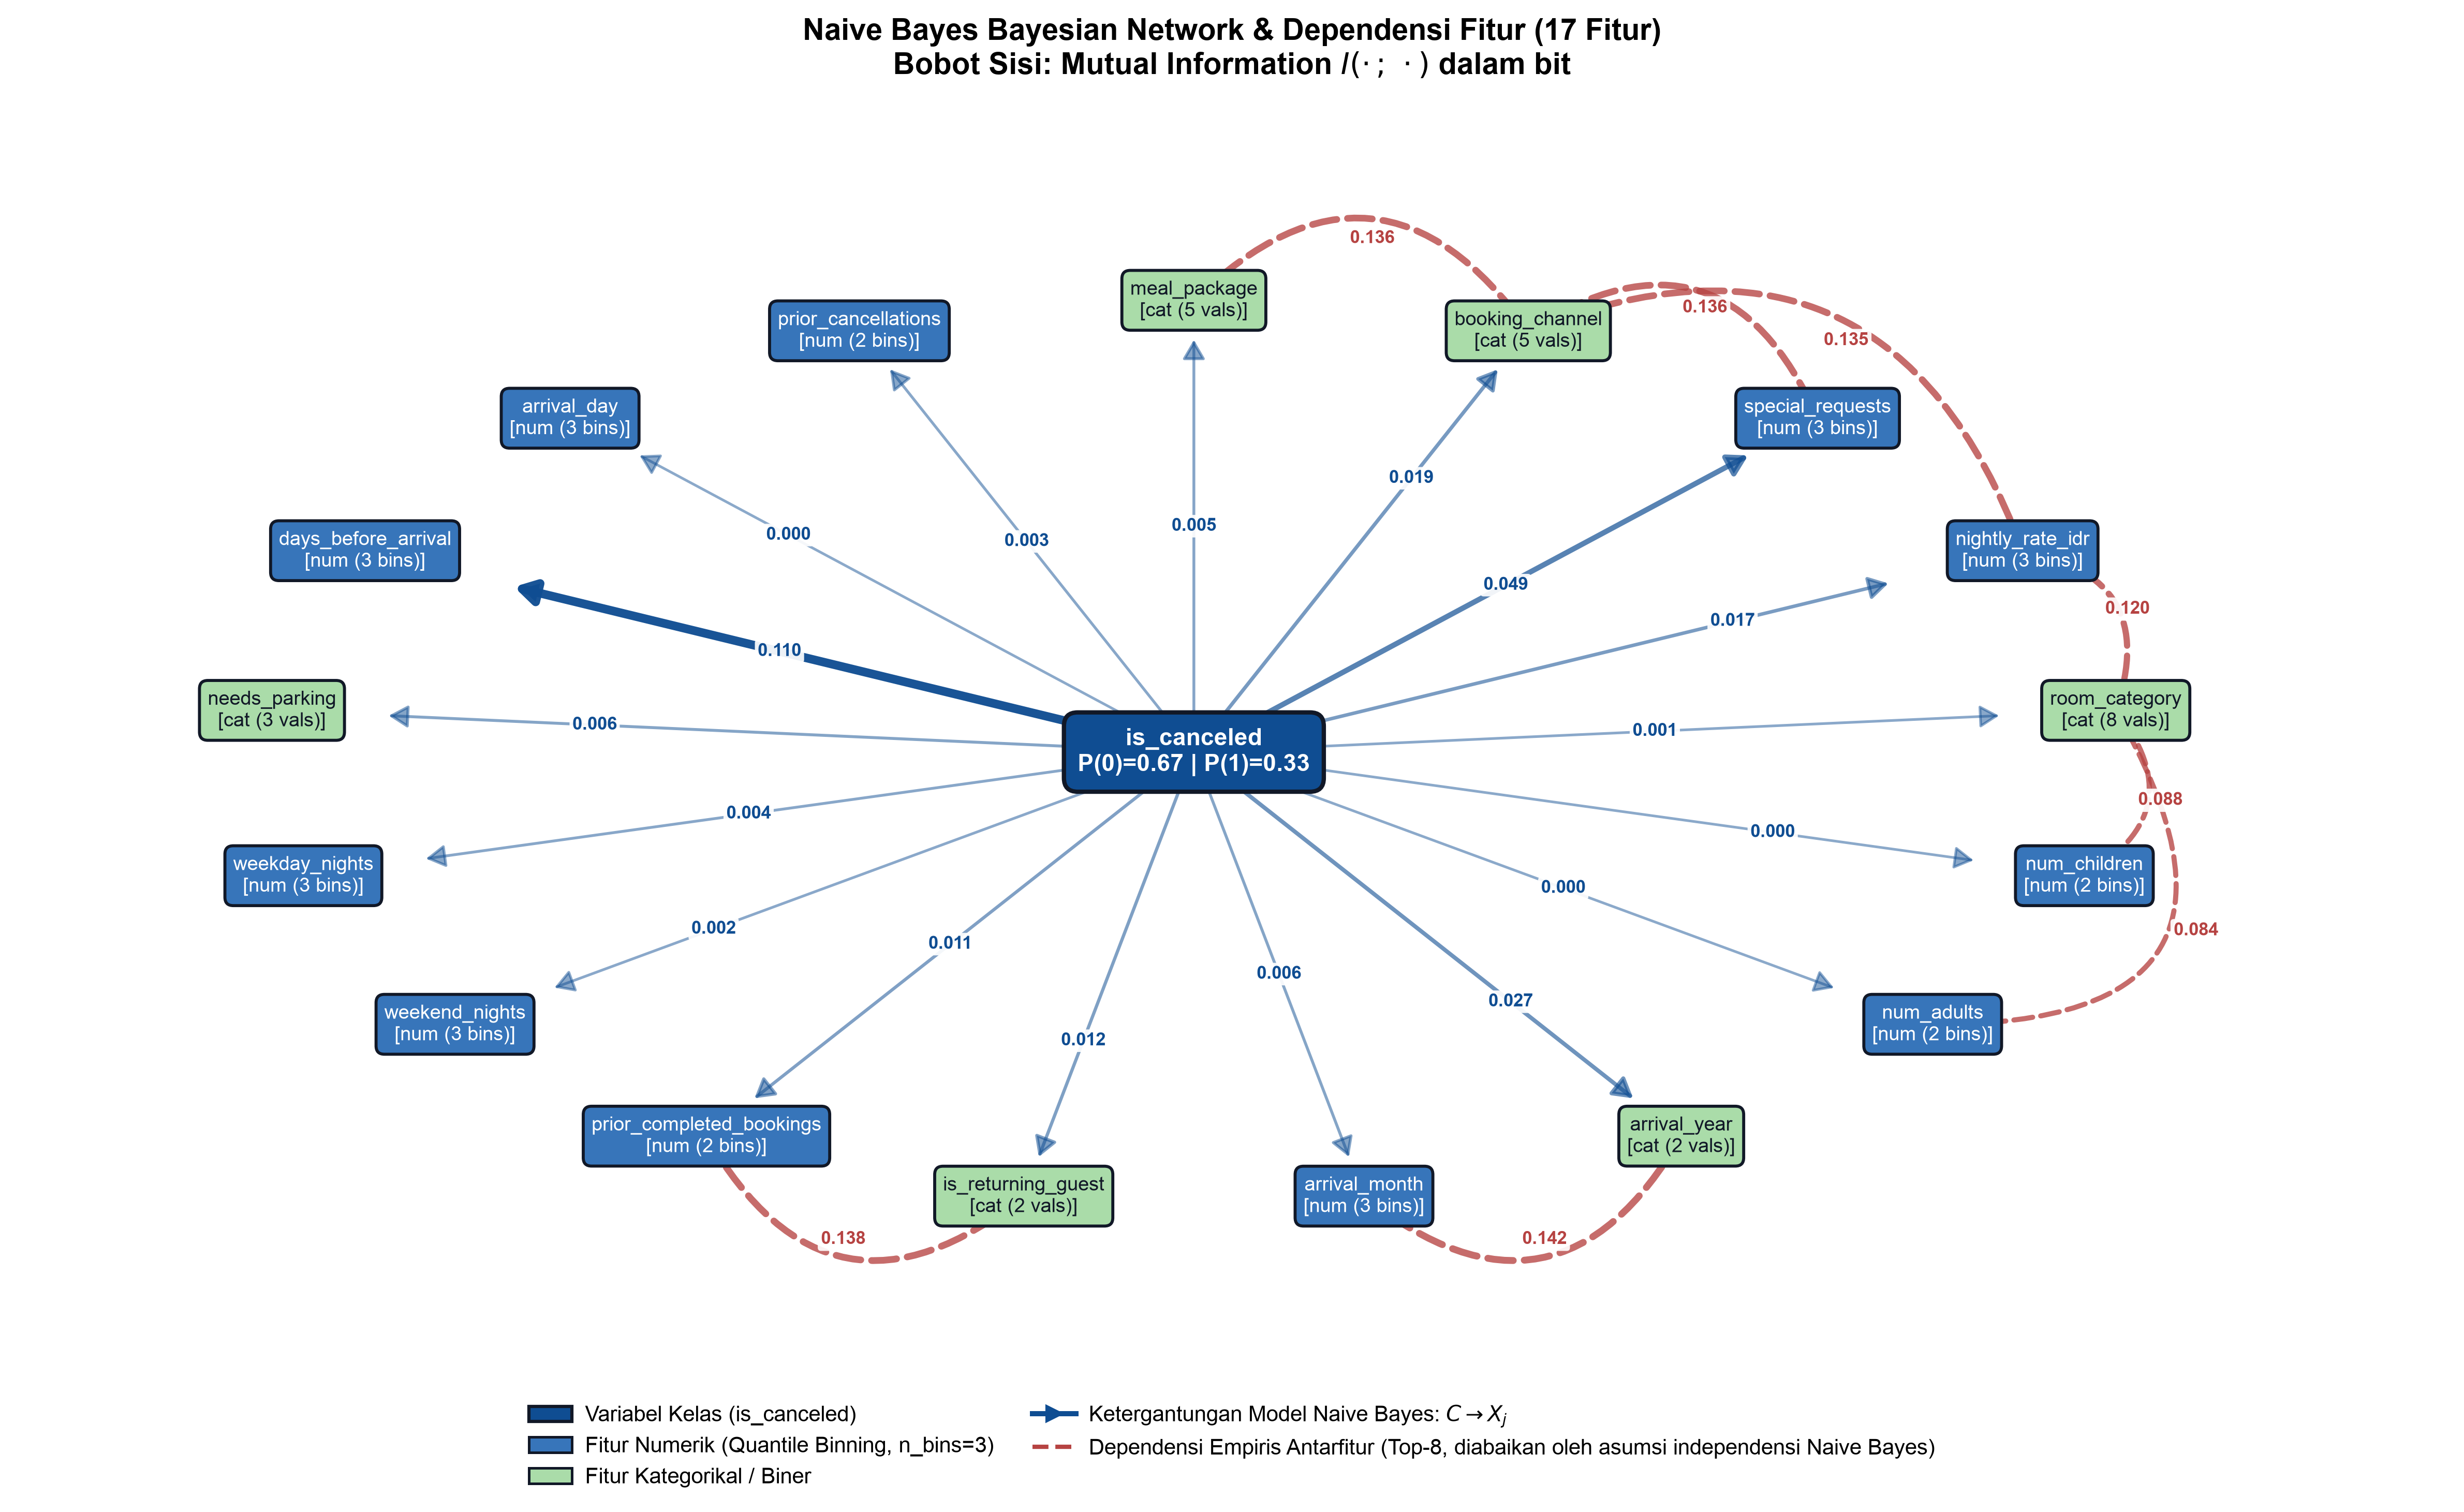 Naive Bayes Bayesian Network & Dependensi Fitur (17 Fitur)
Bobot Sisi: Mutual Information I(· ; ·) dalam bit
0.136
meal_package
[cat (5 vals)]
prior_cancellations
[num (2 bins)]
booking_channel
[cat (5 vals)]
0.136
0.135
arrival_day
[num (3 bins)]
special_requests
[num (3 bins)]
0.019
0.005
0.000
0.003
days_before_arrival
[num (3 bins)]
nightly_rate_idr
[num (3 bins)]
0.049
0.120
0.017
0.110
needs_parking
[cat (3 vals)]
room_category
[cat (8 vals)]
0.006
0.001
is_canceled
P(0)=0.67 | P(1)=0.33
0.088
0.004
0.000
weekday_nights
[num (3 bins)]
num_children
[num (2 bins)]
0.000
0.002
0.084
0.011
0.006
0.027
weekend_nights
[num (3 bins)]
num_adults
[num (2 bins)]
0.012
prior_completed_bookings
[num (2 bins)]
arrival_year
[cat (2 vals)]
is_returning_guest
[cat (2 vals)]
arrival_month
[num (3 bins)]
0.138
0.142
Variabel Kelas (is_canceled)
Fitur Numerik (Quantile Binning, n_bins=3)
Fitur Kategorikal / Biner
Ketergantungan Model Naive Bayes: C → Xj
Dependensi Empiris Antarfitur (Top-8, diabaikan oleh asumsi independensi Naive Bayes)